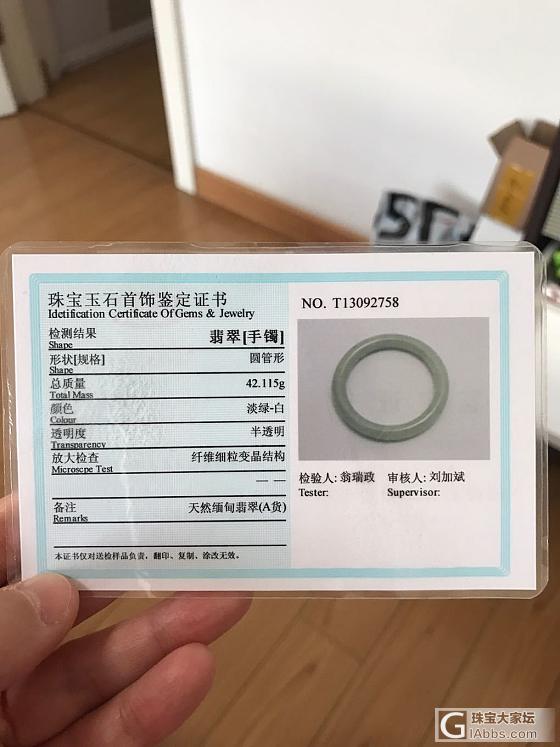 珠宝玉石首饰鉴定证书
Idetification Certificate Of Gems & Jewelry
检测结果 翡翠[手镯]
Shape
形状[规格] 圆管形
Shape
总质量 42.115g
Total Mass
颜色 淡绿-白
Colour
透明度 半透明
Transparency
放大检查 纤维细粒变晶结构
Microscpe Test — —
备注 天然缅甸翡翠(A货)
Remarks
本证书仅对送检样品负责，翻印、复制、涂改无效。
NO. T13092758
检验人: 翁瑞政 审核人: 刘加斌
Tester: Supervisor:
珠宝大家坛
GIAbbs.com